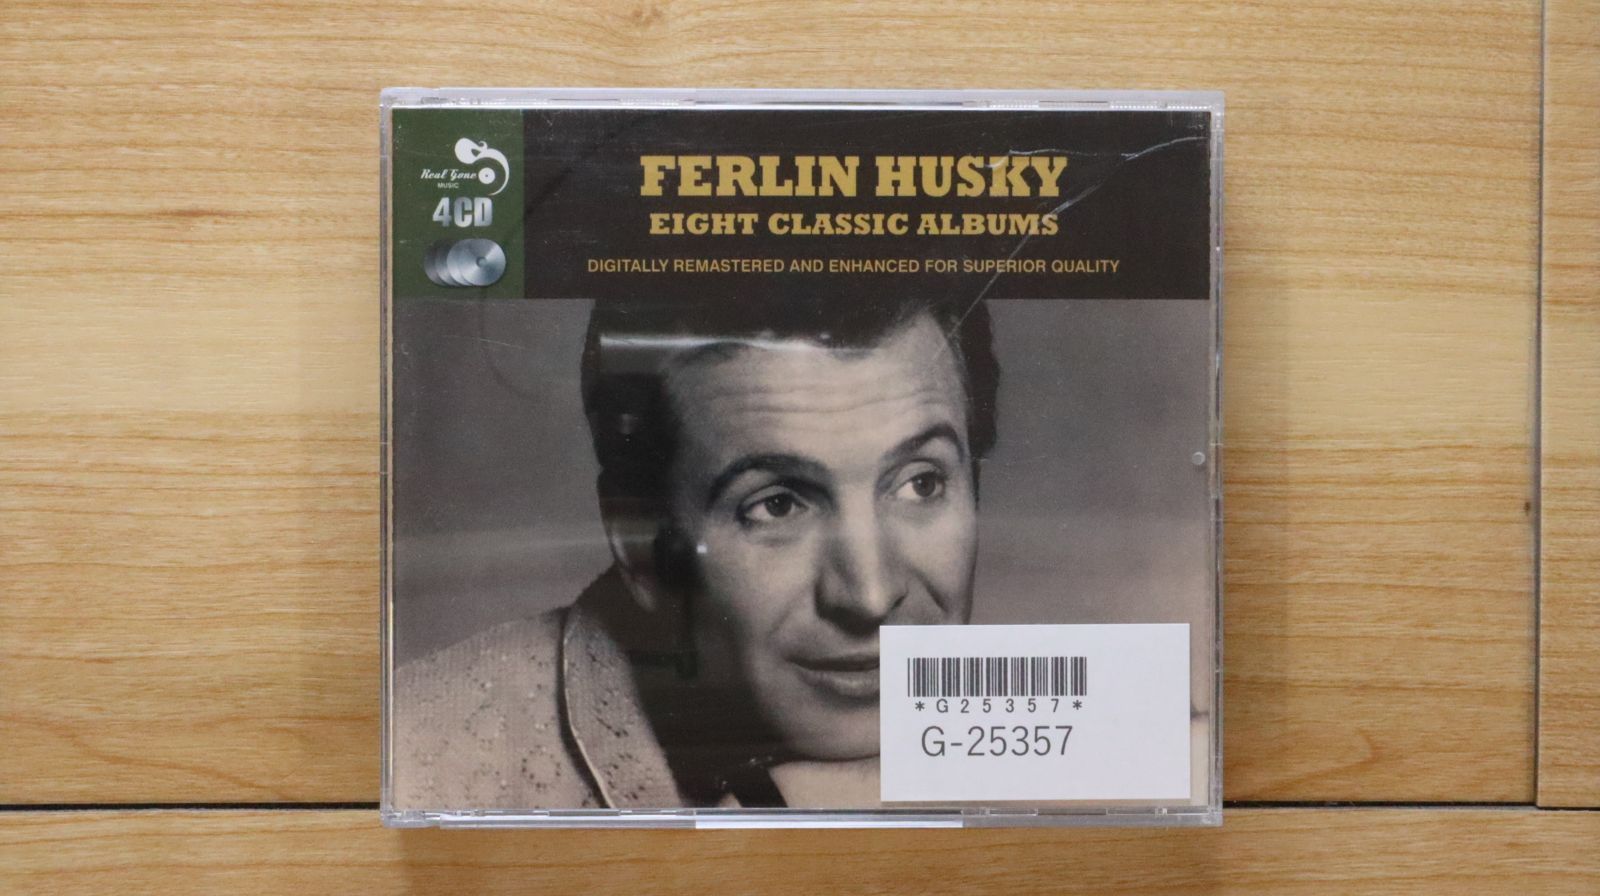 Real Gone
MUSIC
4CD
FERLIN HUSKY
EIGHT CLASSIC ALBUMS
DIGITALLY REMASTERED AND ENHANCED FOR SUPERIOR QUALITY
*G25357*
G-25357